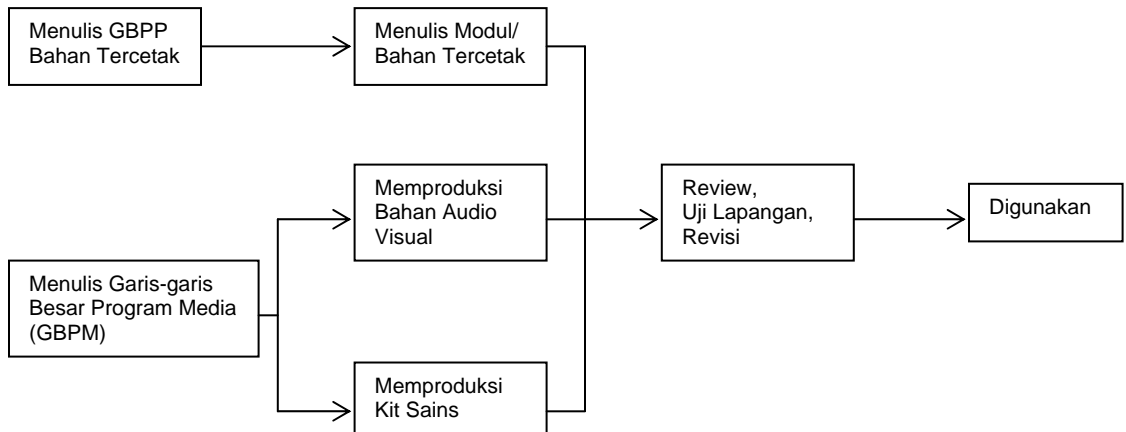 Menulis GBPP
Bahan Tercetak
Menulis Modul/
Bahan Tercetak
Memproduksi
Bahan Audio
Visual
Review,
Uji Lapangan,
Revisi
Digunakan
Menulis Garis-garis
Besar Program Media
(GBPM)
Memproduksi
Kit Sains